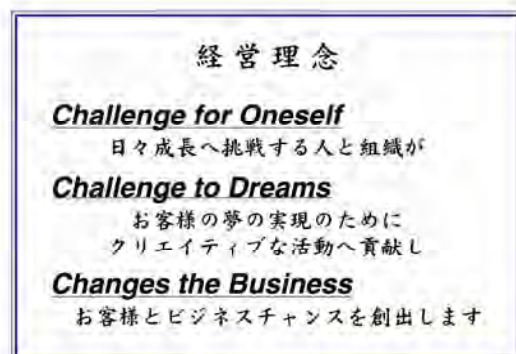 経営理念
Challenge for Oneself
日々成長へ挑戦する人と組織が
Challenge to Dreams
お客様の夢の実現のために
クリエイティブな活動へ貢献し
Changes the Business
お客様とビジネスチャンスを創出します